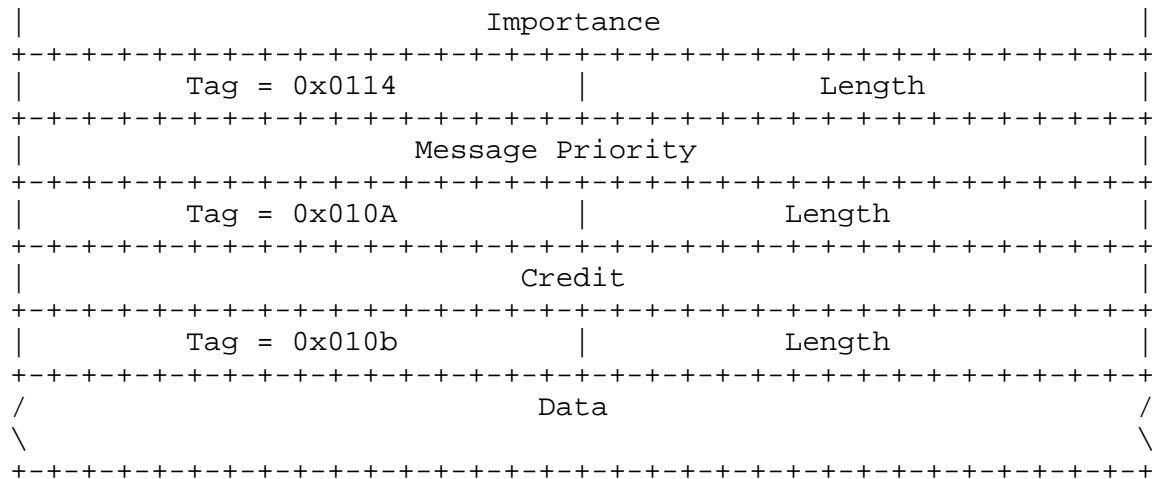 |                          Importance                           |
+-+-+-+-+-+-+-+-+-+-+-+-+-+-+-+-+-+-+-+-+-+-+-+-+-+-+-+-+-+-+-+-+
|         Tag = 0x0114          |             Length            |
+-+-+-+-+-+-+-+-+-+-+-+-+-+-+-+-+-+-+-+-+-+-+-+-+-+-+-+-+-+-+-+-+
|                      Message Priority                         |
+-+-+-+-+-+-+-+-+-+-+-+-+-+-+-+-+-+-+-+-+-+-+-+-+-+-+-+-+-+-+-+-+
|         Tag = 0x010A          |           Length              |
+-+-+-+-+-+-+-+-+-+-+-+-+-+-+-+-+-+-+-+-+-+-+-+-+-+-+-+-+-+-+-+-+
|                            Credit                             |
+-+-+-+-+-+-+-+-+-+-+-+-+-+-+-+-+-+-+-+-+-+-+-+-+-+-+-+-+-+-+-+-+
|         Tag = 0x010b          |           Length              |
+-+-+-+-+-+-+-+-+-+-+-+-+-+-+-+-+-+-+-+-+-+-+-+-+-+-+-+-+-+-+-+-+
/                             Data                              /
\                                                               \
+-+-+-+-+-+-+-+-+-+-+-+-+-+-+-+-+-+-+-+-+-+-+-+-+-+-+-+-+-+-+-+-+